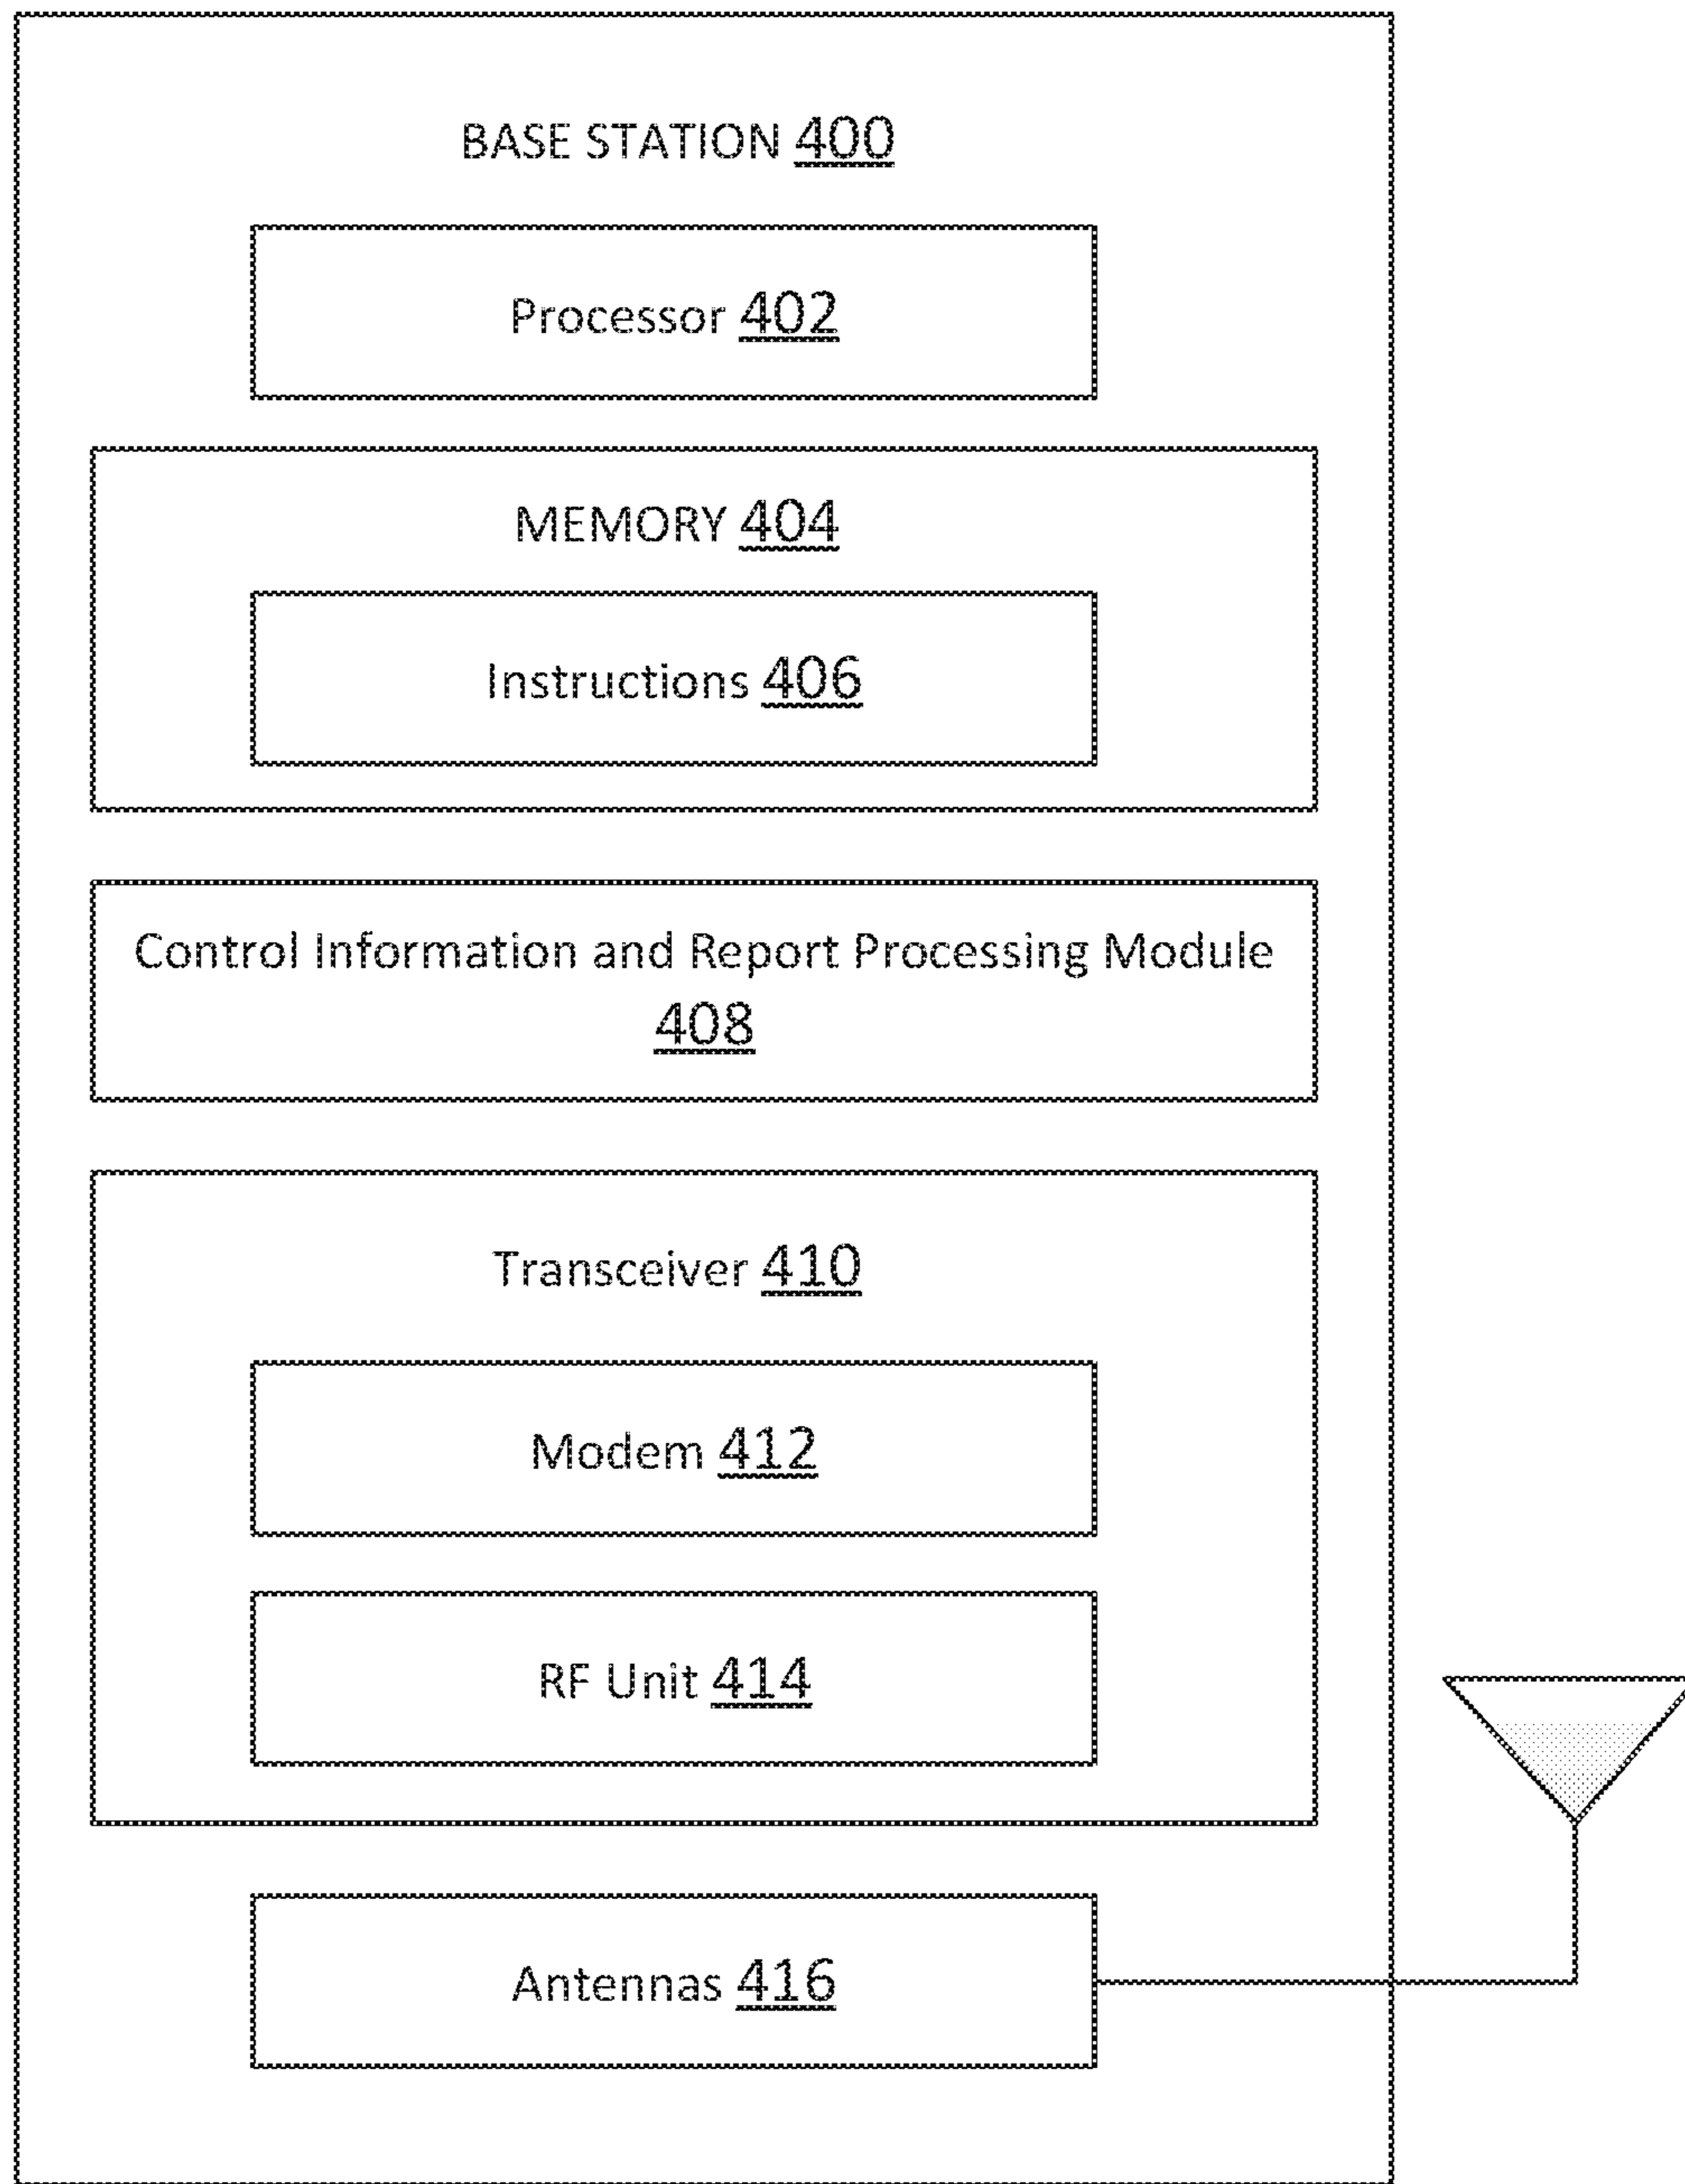 BASE STATION 400
Processor 402
MEMORY 404
Instructions 406
Control Information and Report Processing Module
408
Transceiver 410
Modem 412
RF Unit 414
Antennas 416